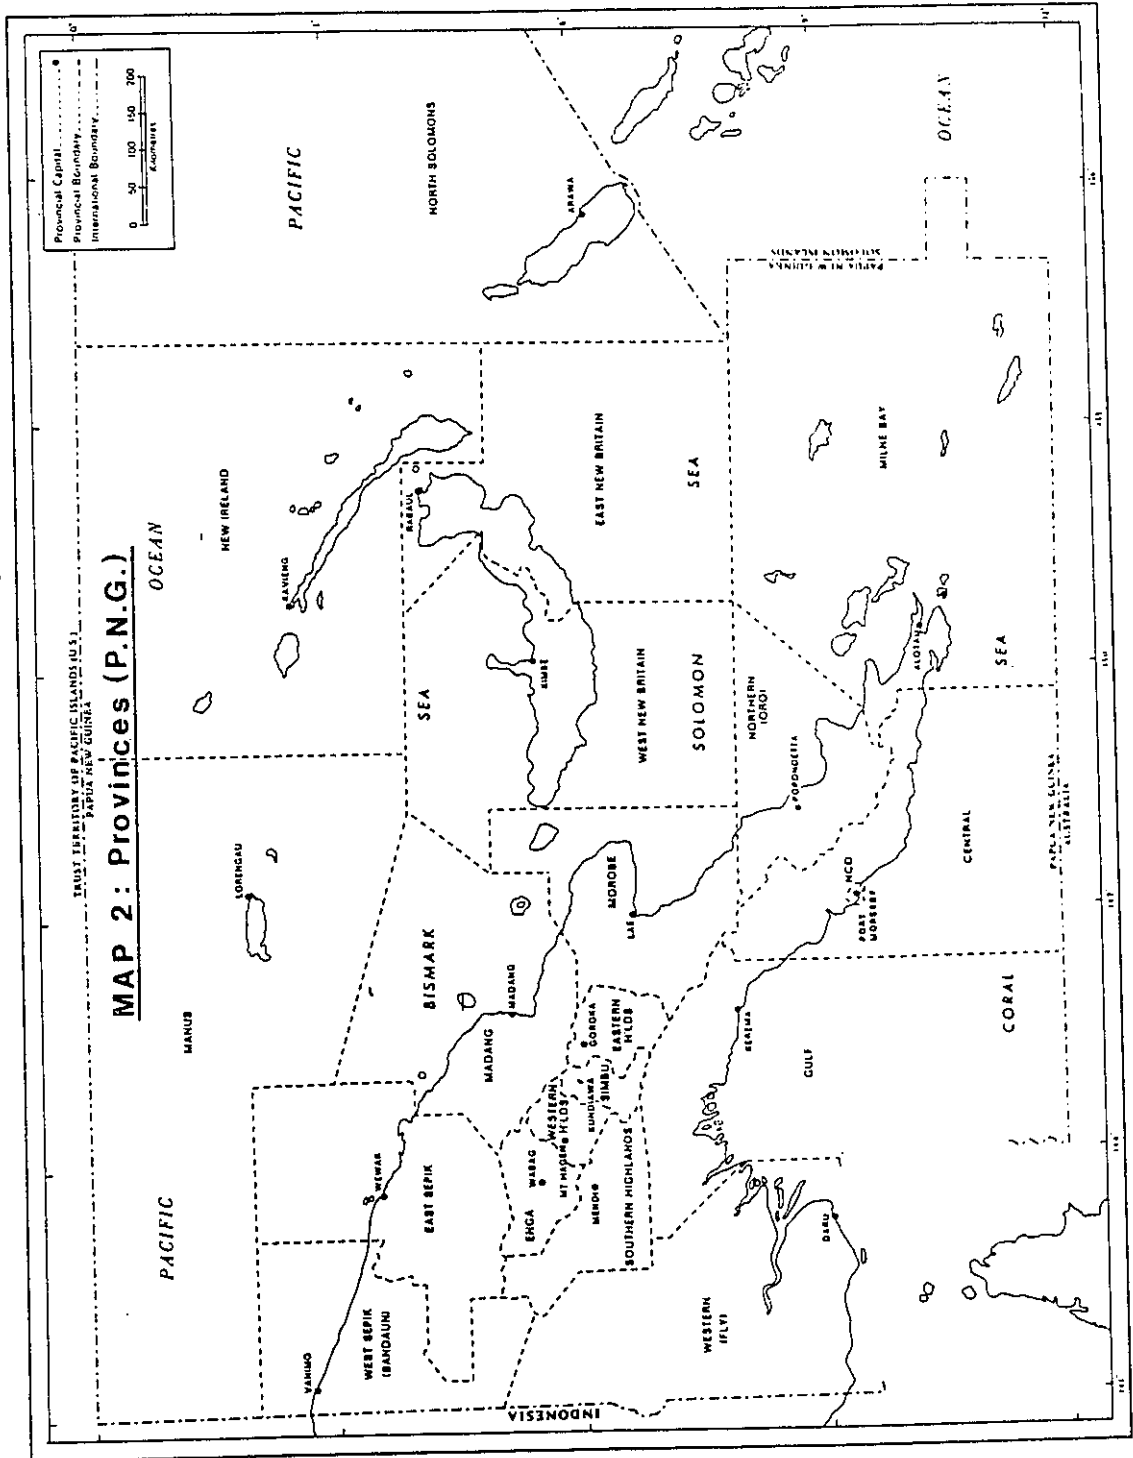 MAP 2 : Provinces (P.N.G.)
Provincial Capital
Provincial Boundary
International Boundary
0 50 100 150 200
Kilometres
TRUST TERRITORY OF PACIFIC ISLANDS (U.S.)
PAPUA NEW GUINEA
PACIFIC
OCEAN
PACIFIC
MANUS
LORENGAU
NEW IRELAND
KAVIENG
NORTH SOLOMONS
ARAWA
VANIMO
WEST SEPIK
(SANDAUN)
WEWAK
EAST SEPIK
BISMARK
SEA
MADANG
MADANG
RABAUL
KIMBE
EAST NEW BRITAIN
WEST NEW BRITAIN
SOLOMON
SEA
ENGA
WABAG
WESTERN
H'LDS
MT HAGEN
KUNDIAWA
SIMBU
GOROKA
EASTERN
H'LDS
MENDI
SOUTHERN HIGHLANDS
MOROBE
LAE
INDONESIA
WESTERN
(FLY)
DARU
GULF
KEREMA
NORTHERN
(ORO)
POPONDETTA
NCD
PORT
MORESBY
CENTRAL
ALOTAU
MILNE BAY
PAPUA NEW GUINEA
SOLOMON ISLANDS
OCEAN
CORAL
SEA
PAPUA NEW GUINEA
AUSTRALIA